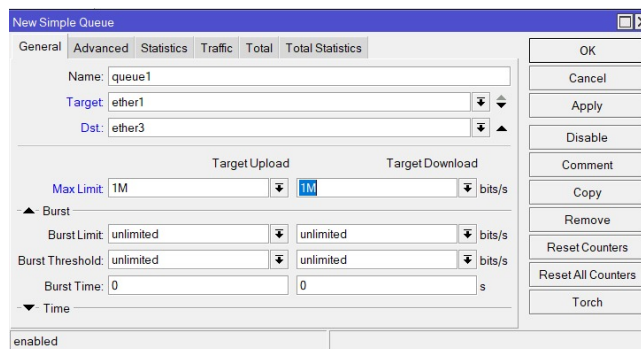 New Simple Queue
General Advanced Statistics Traffic Total Total Statistics
Name: queue1
Target: ether1
Dst.: ether3
Target Upload Target Download
Max Limit: 1M 1M bits/s
Burst
Burst Limit: unlimited unlimited bits/s
Burst Threshold: unlimited unlimited bits/s
Burst Time: 0 0 s
Time
enabled
OK
Cancel
Apply
Disable
Comment
Copy
Remove
Reset Counters
Reset All Counters
Torch